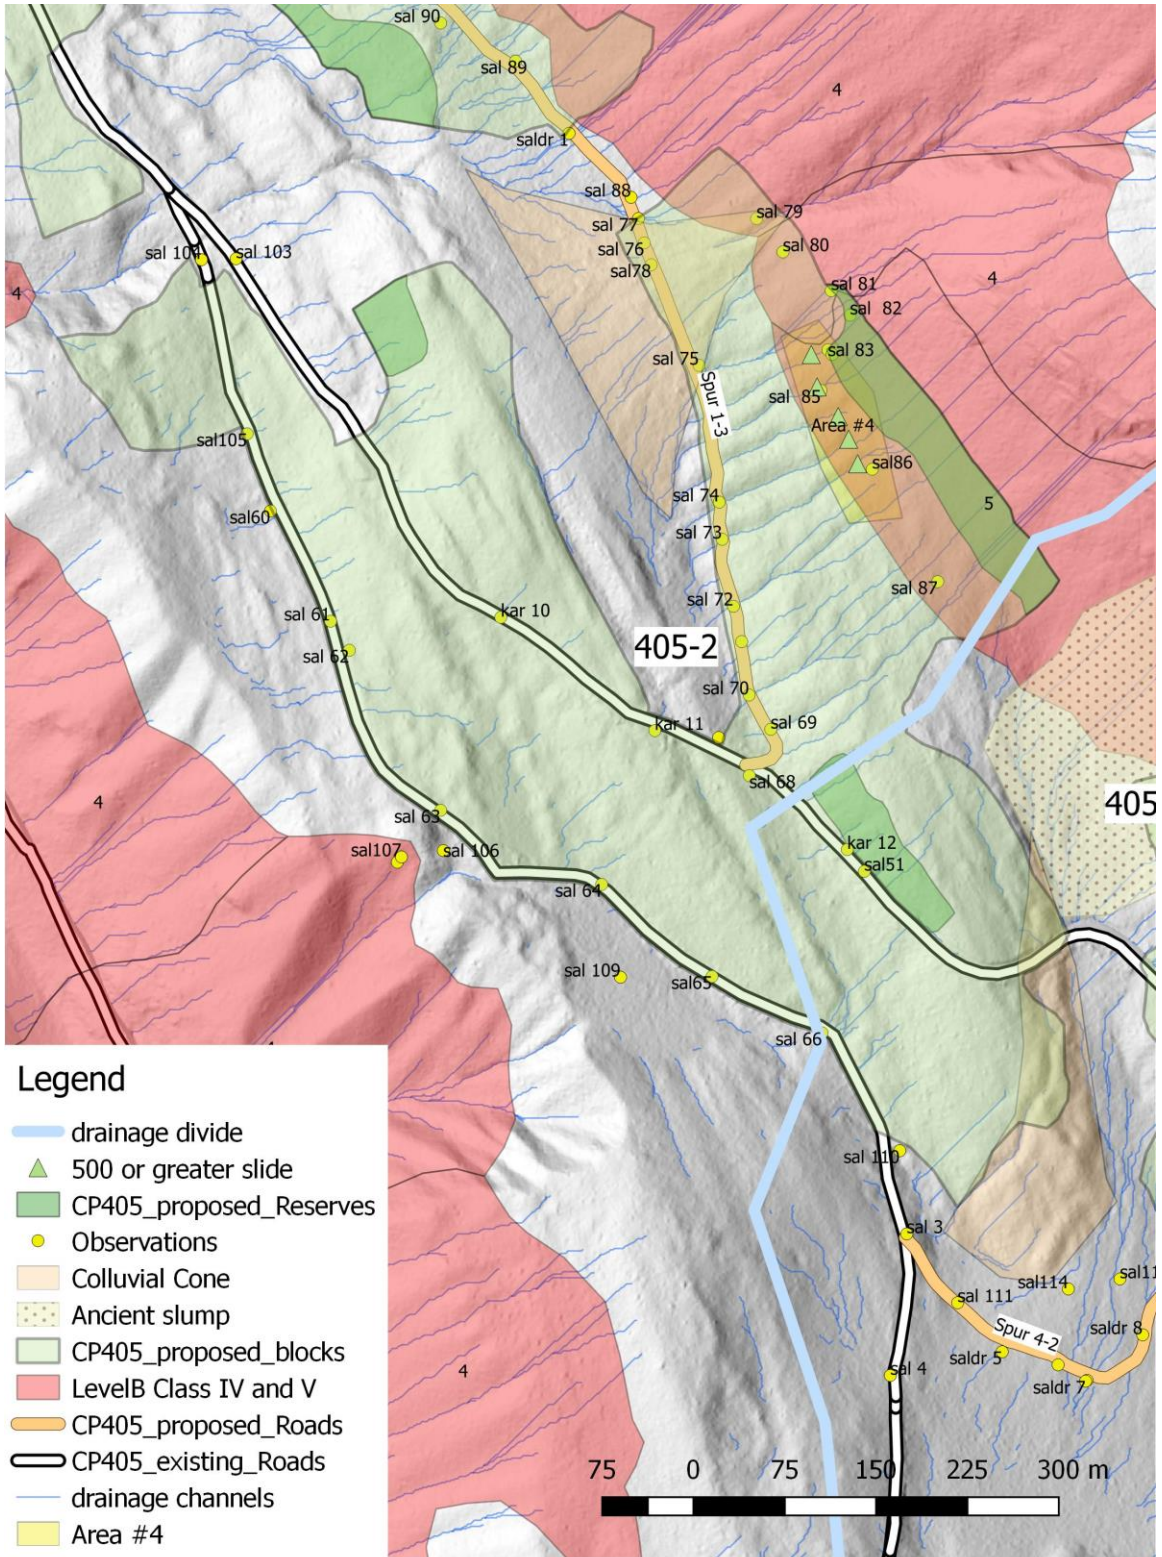 sal 90
sal 89
4
saldr 1
sal 88
sal 77
sal 79
sal 76
sal 80
sal78
sal 104
sal 103
4
4
sal 81
sal 82
sal 83
sal 75
Spur 1-3
sal 85
Area #4
sal105
sal86
sal 74
5
sal60
sal 73
sal 87
sal 72
sal 61
kar 10
405-2
sal 62
sal 70
kar 11
sal 69
sal 68
4
405
sal 63
kar 12
sal107
sal 106
sal51
sal 64
sal 109
sal65
sal 66
sal 110
sal 3
sal114
sal11
sal 111
Spur 4-2
saldr 8
saldr 5
4
sal 4
saldr 7
Legend
drainage divide
500 or greater slide
CP405_proposed_Reserves
Observations
Colluvial Cone
Ancient slump
CP405_proposed_blocks
LevelB Class IV and V
CP405_proposed_Roads
CP405_existing_Roads
drainage channels
Area #4
75 0 75 150 225 300 m